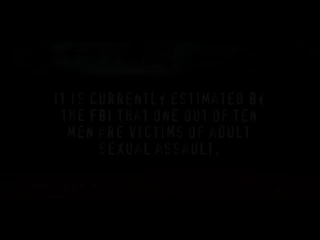 IT IS CURRENTLY ESTIMATED BY
THE FBI THAT ONE OUT OF TEN
MEN ARE VICTIMS OF ADULT
SEXUAL ASSAULT.